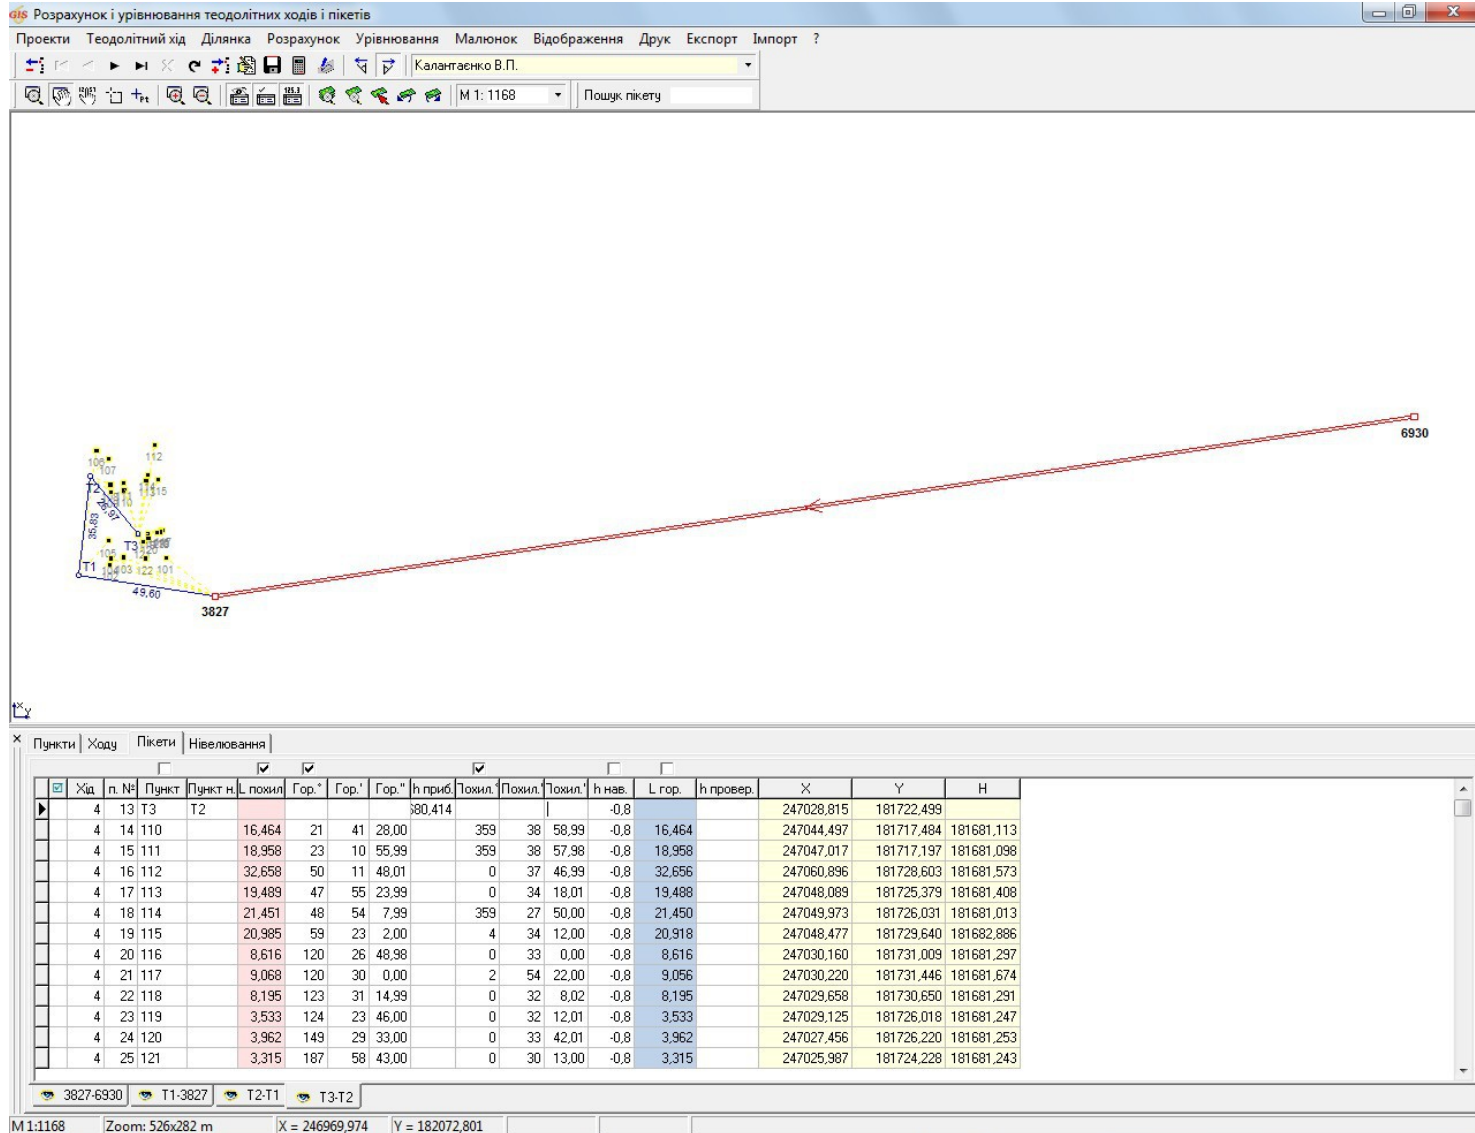 GIS Розрахунок і урівнювання теодолітних ходів і пікетів
Проекти Теодолітний хід Ділянка Розрахунок Урівнювання Малюнок Відображення Друк Експорт Імпорт ?
Калантаєнко В.П.
М 1: 1168 Пошук пікету
6930
112
106
107
T2
110
113 115
35,83
26,97
T3
105
T1
103 122 101
49,60
3827
x
y
Пункти Ходу Пікети Нівелювання
Хід п. № Пункт Пункт н. L похил Гор.° Гор.' Гор." h приб. Похил.° Похил.' Похил." h нав. L гор. h провер. X Y H
4 13 T3 T2 680,414 -0,8 247028,815 181722,499
4 14 110 16,464 21 41 28,00 359 38 58,99 -0,8 16,464 247044,497 181717,484 181681,113
4 15 111 18,958 23 10 55,99 359 38 57,98 -0,8 18,958 247047,017 181717,197 181681,098
4 16 112 32,658 50 11 48,01 0 37 46,99 -0,8 32,656 247060,896 181728,603 181681,573
4 17 113 19,489 47 55 23,99 0 34 18,01 -0,8 19,488 247048,089 181725,379 181681,408
4 18 114 21,451 48 54 7,99 359 27 50,00 -0,8 21,450 247049,973 181726,031 181681,013
4 19 115 20,985 59 23 2,00 4 34 12,00 -0,8 20,918 247048,477 181729,640 181682,886
4 20 116 8,616 120 26 48,98 0 33 0,00 -0,8 8,616 247030,160 181731,009 181681,297
4 21 117 9,068 120 30 0,00 2 54 22,00 -0,8 9,056 247030,220 181731,446 181681,674
4 22 118 8,195 123 31 14,99 0 32 8,02 -0,8 8,195 247029,658 181730,650 181681,291
4 23 119 3,533 124 23 46,00 0 32 12,01 -0,8 3,533 247029,125 181726,018 181681,247
4 24 120 3,962 149 29 33,00 0 33 42,01 -0,8 3,962 247027,456 181726,220 181681,253
4 25 121 3,315 187 58 43,00 0 30 13,00 -0,8 3,315 247025,987 181724,228 181681,243
3827-6930 T1-3827 T2-T1 T3-T2
М 1:1168 Zoom: 526x282 m X = 246969,974 Y = 182072,801